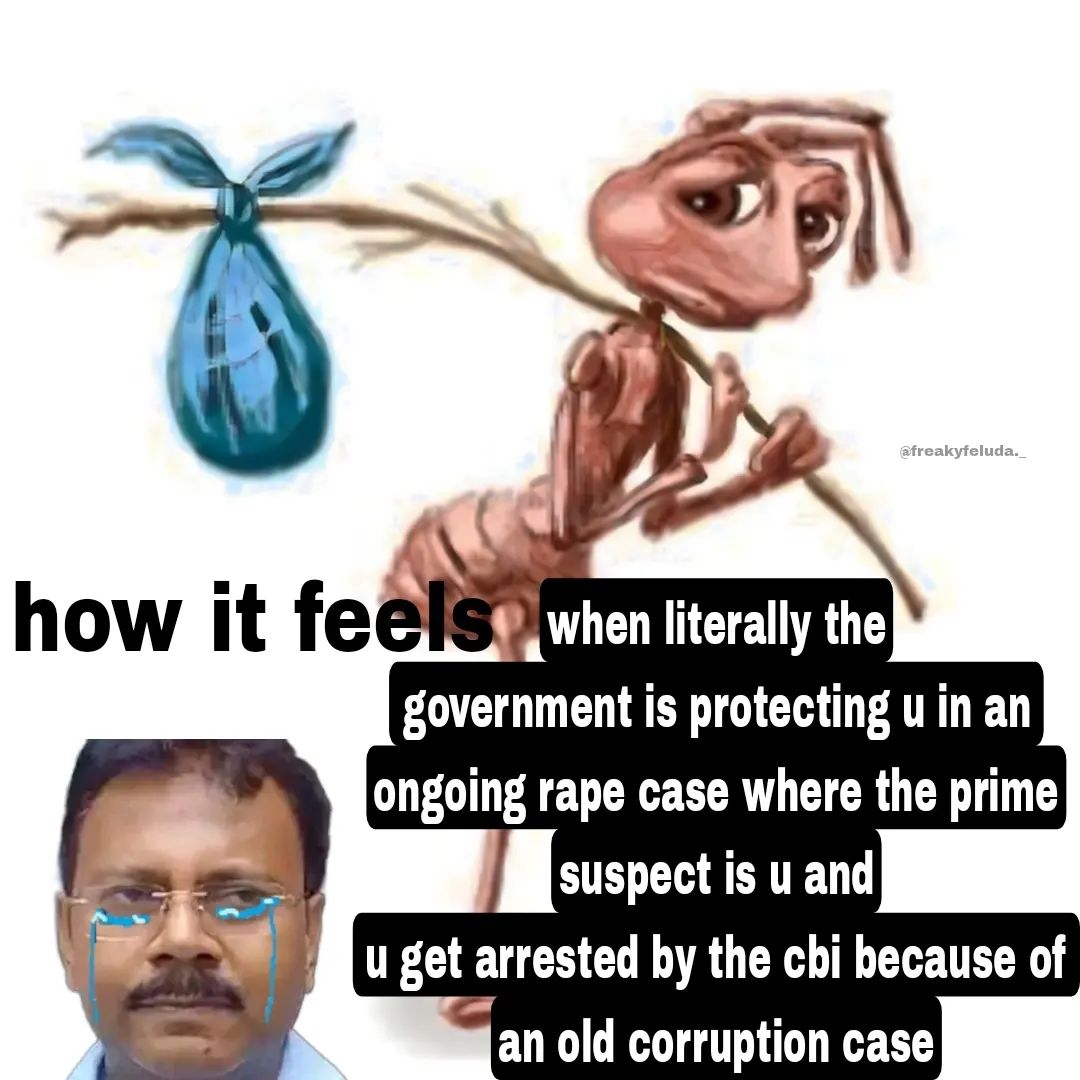 @freakyfeluda._
how it feels when literally the
government is protecting u in an
ongoing rape case where the prime
suspect is u and
u get arrested by the cbi because of
an old corruption case